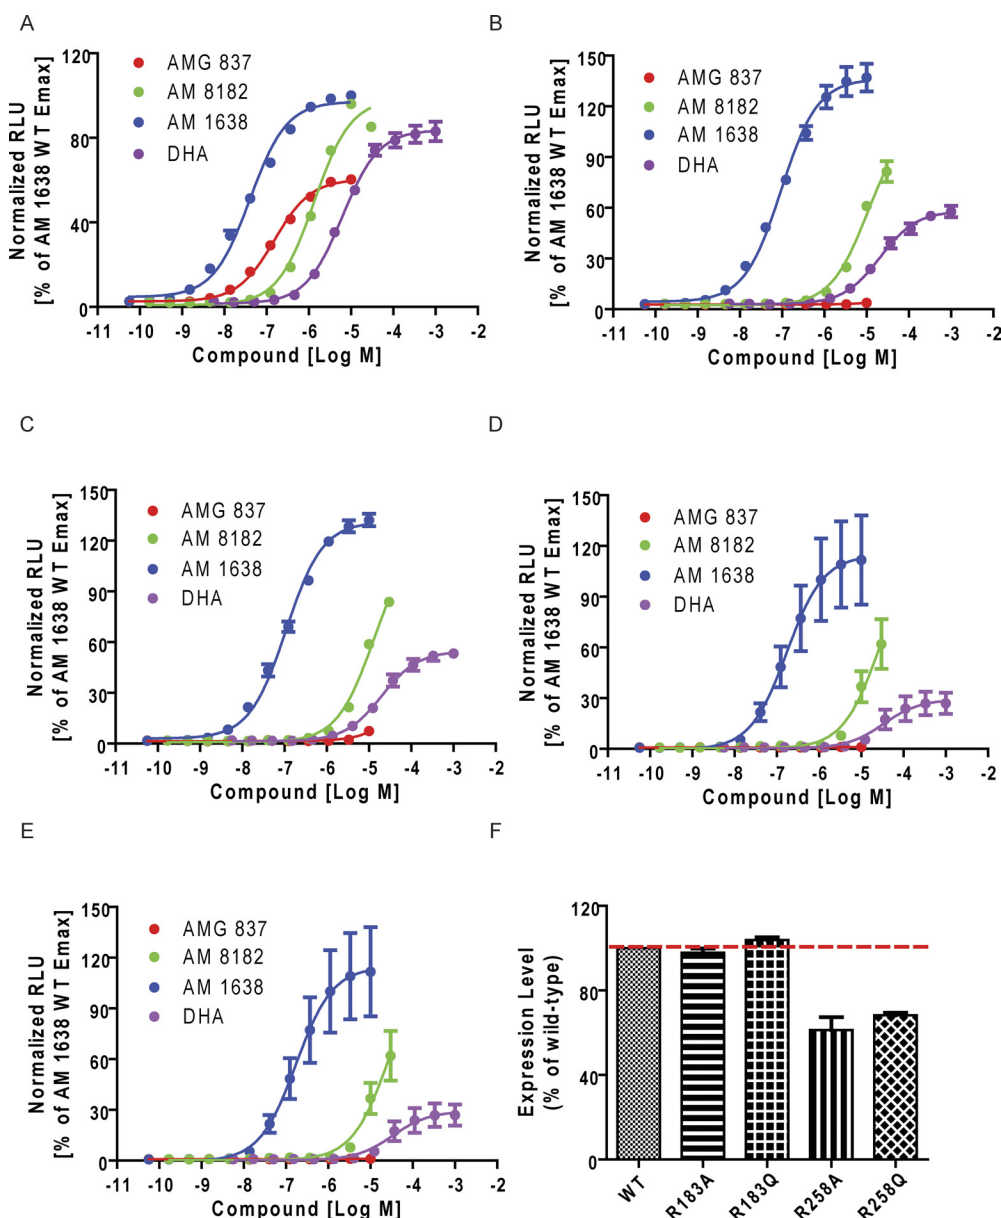 A
AMG 837
AM 8182
AM 1638
DHA
Normalized RLU
[% of AM 1638 WT Emax]
120
80
40
0
-11 -10 -9 -8 -7 -6 -5 -4 -3 -2
Compound [Log M]
B
AMG 837
AM 8182
AM 1638
DHA
Normalized RLU
[% of AM 1638 WT Emax]
150
120
90
60
30
0
-11 -10 -9 -8 -7 -6 -5 -4 -3 -2
Compound [Log M]
C
AMG 837
AM 8182
AM 1638
DHA
Normalized RLU
[% of AM 1638 WT Emax]
150
120
90
60
30
0
-11 -10 -9 -8 -7 -6 -5 -4 -3 -2
Compound [Log M]
D
AMG 837
AM 8182
AM 1638
DHA
Normalized RLU
[% of AM 1638 WT Emax]
150
120
90
60
30
0
-11 -10 -9 -8 -7 -6 -5 -4 -3 -2
Compound [Log M]
E
AMG 837
AM 8182
AM 1638
DHA
Normalized RLU
[% of AM 1638 WT Emax]
150
120
90
60
30
0
-11 -10 -9 -8 -7 -6 -5 -4 -3 -2
Compound [Log M]
F
Expression Level
(% of wild-type)
120
80
40
0
WT
R183A
R183Q
R258A
R258Q